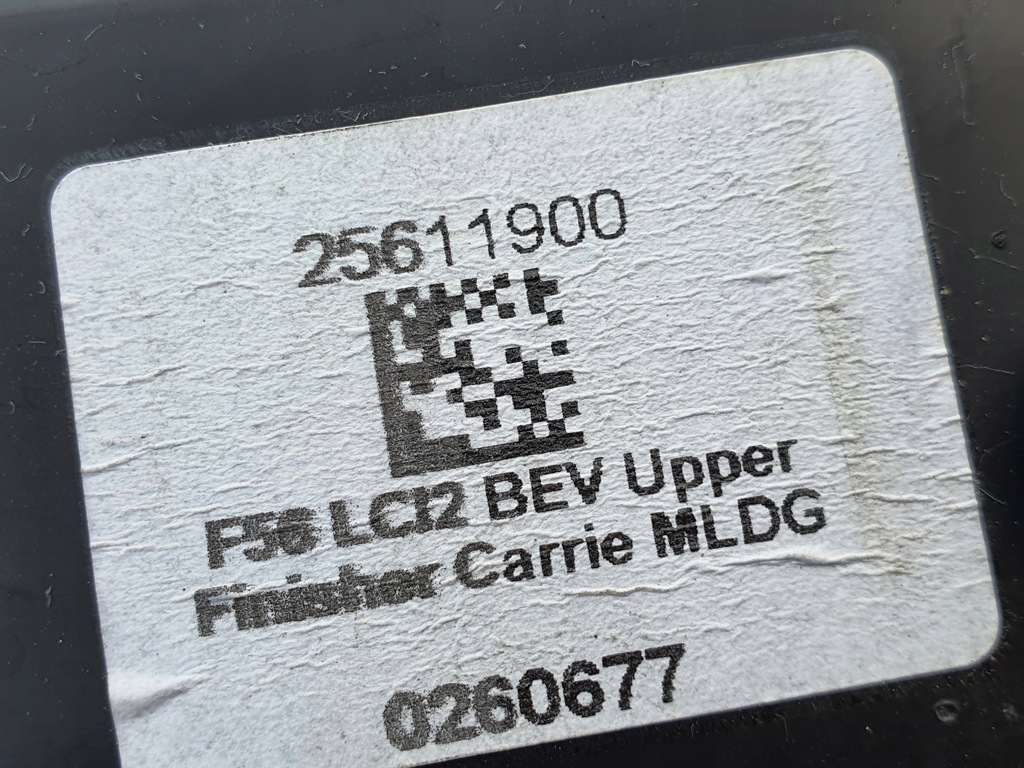 25611900
F56 LCI2 BEV Upper
Finisher Carrie MLDG
0260677